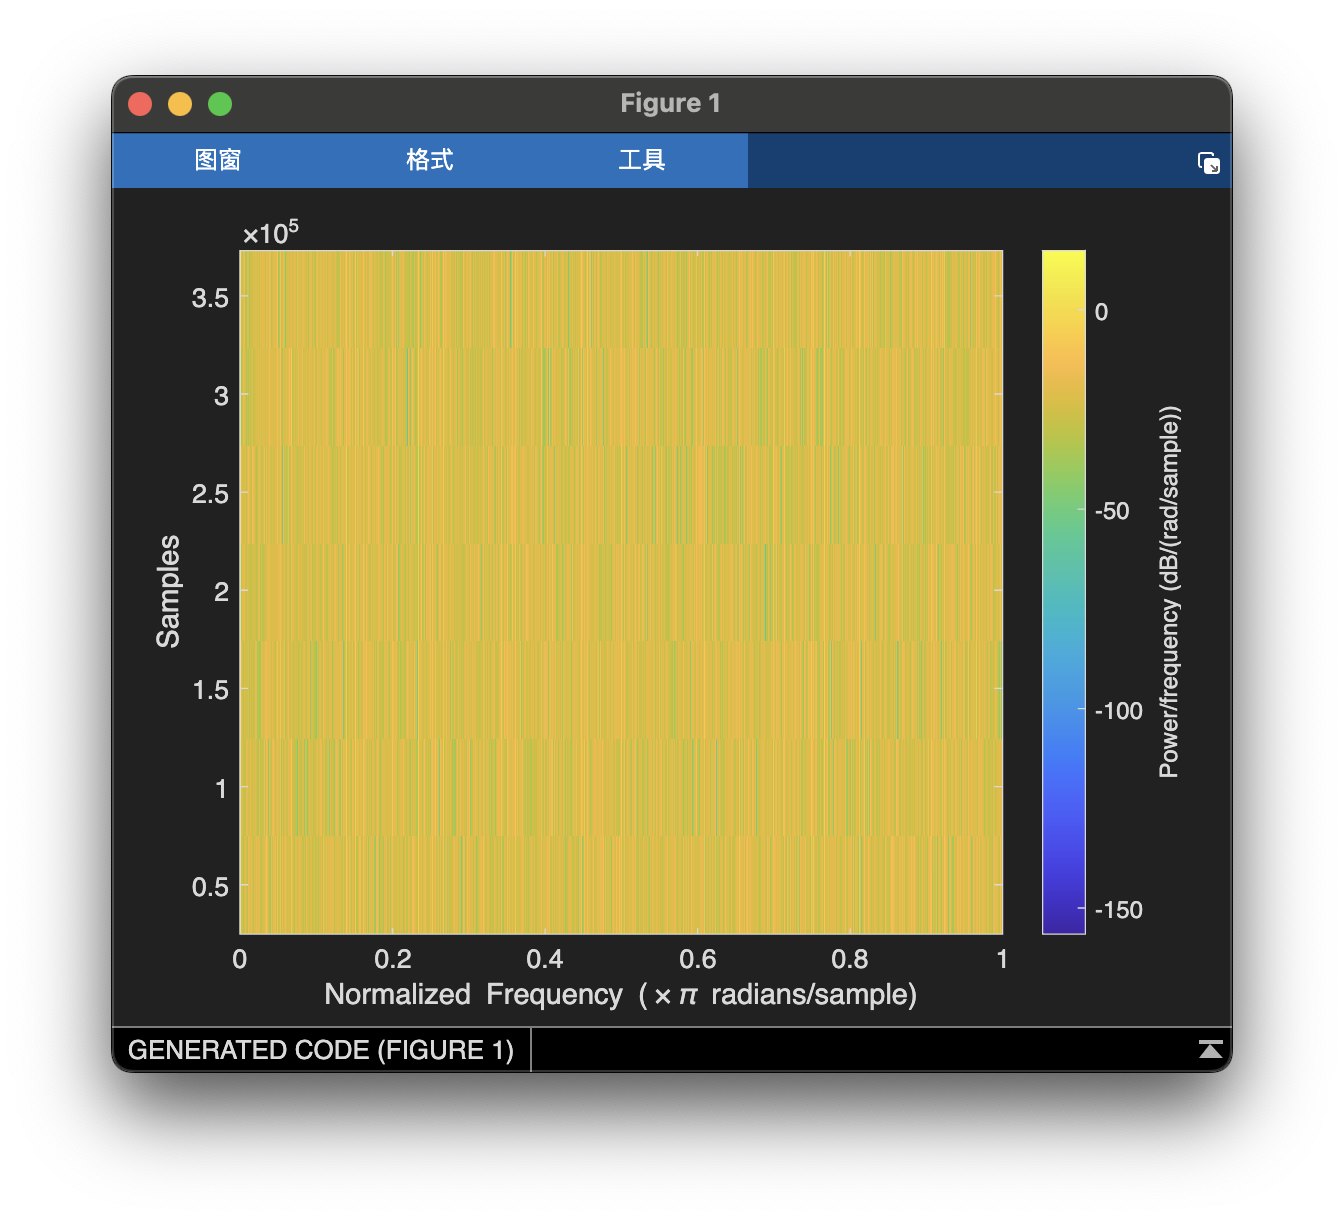 Figure 1
图窗 格式 工具
×10⁵
3.5
3
2.5
2
1.5
1
0.5
Samples
0 0.2 0.4 0.6 0.8 1
Normalized Frequency (×π radians/sample)
0
-50
-100
-150
Power/frequency (dB/(rad/sample))
GENERATED CODE (FIGURE 1)